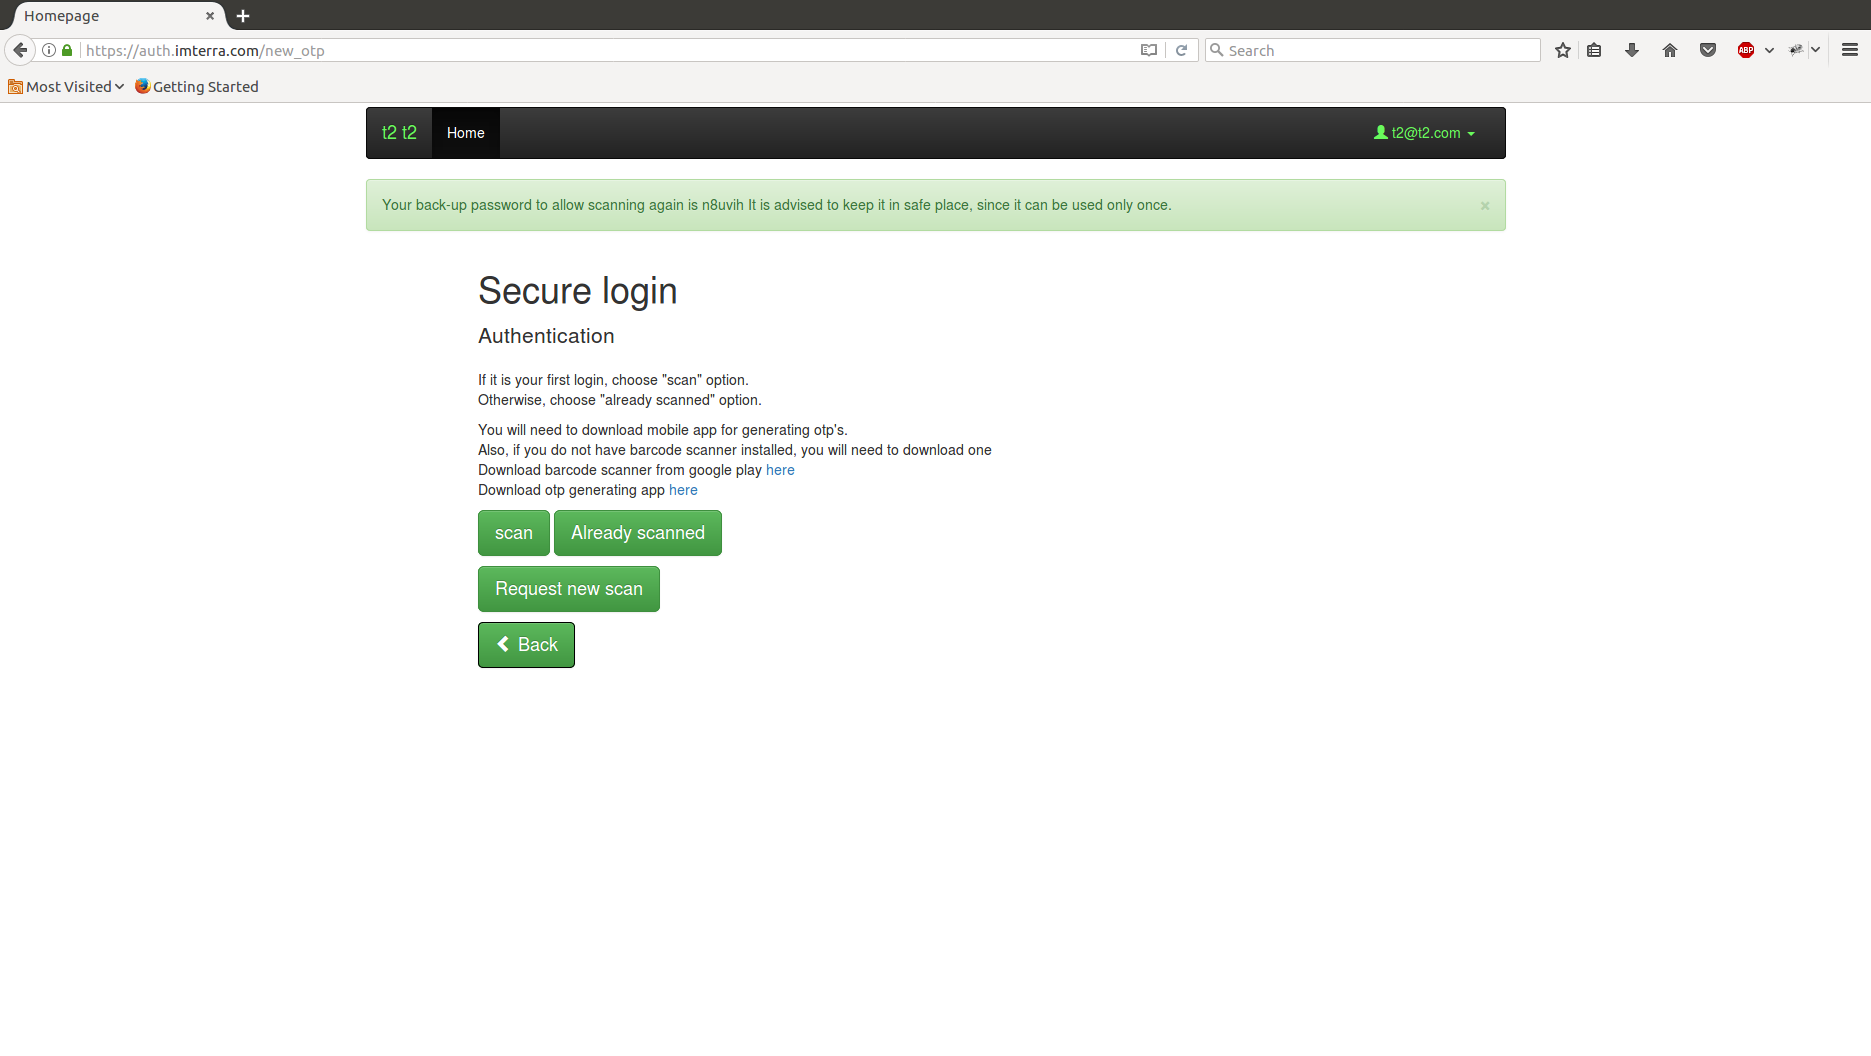 Homepage
https://auth.imterra.com/new_otp
Search
ABP
Most Visited
Getting Started
t2 t2
Home
t2@t2.com
Your back-up password to allow scanning again is n8uvih It is advised to keep it in safe place, since it can be used only once.
×
Secure login
Authentication
If it is your first login, choose "scan" option.
Otherwise, choose "already scanned" option.
You will need to download mobile app for generating otp's.
Also, if you do not have barcode scanner installed, you will need to download one
Download barcode scanner from google play here
Download otp generating app here
scan
Already scanned
Request new scan
Back